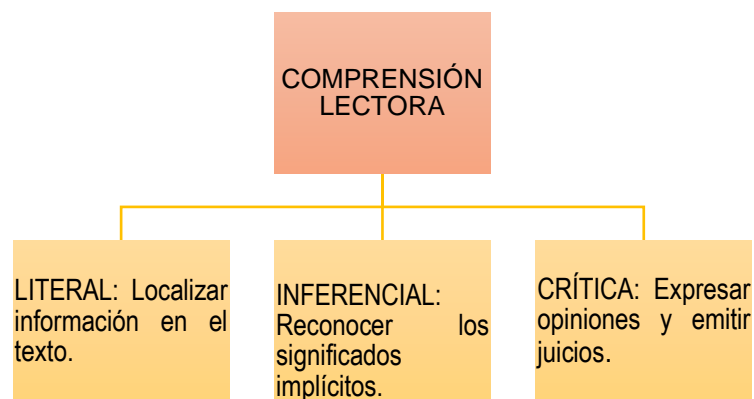 COMPRENSIÓN
LECTORA
LITERAL: Localizar
información en el
texto.
INFERENCIAL:
Reconocer los
significados
implícitos.
CRÍTICA: Expresar
opiniones y emitir
juicios.